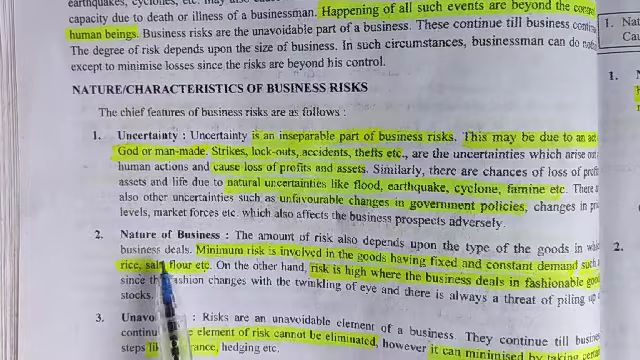 earthquakes, cyclones, etc. may also cause
capacity due to death or illness of a businessman. Happening of all such events are beyond the
human beings. Business risks are the unavoidable part of a business. These continue till business
The degree of risk depends upon the size of business. In such circumstances, businessman can do
except to minimise losses since the risks are beyond his control.
NATURE/CHARACTERISTICS OF BUSINESS RISKS
The chief features of business risks are as follows :
1. Uncertainty : Uncertainty is an inseparable part of business risks. This may be due to an act
God or man-made, Strikes, lock-outs, accidents, thefts etc., are the uncertainties which arise
human actions and cause loss of profits and assets. Similarly, there are chances of loss of
assets and life due to natural uncertainties like flood, earthquake, cyclone, famine etc. There
also other uncertainties such as unfavourable changes in government policies, changes in
levels, market forces etc. which also affects the business prospects adversely.
2. Nature of Business : The amount of risk also depends upon the type of the goods in
business deals. Minimum risk is involved in the goods having fixed and constant demand such
rice, salt flour etc. On the other hand, risk is high where the business deals in fashionable
since fashion changes with the twinkling of eye and there is always a threat of piling up
stocks.
3. : Risks are an unavoidable element of a business. They continue till
element of risk cannot be eliminated, however it can minimised by taking
steps hedging etc.
1.
1.
2.